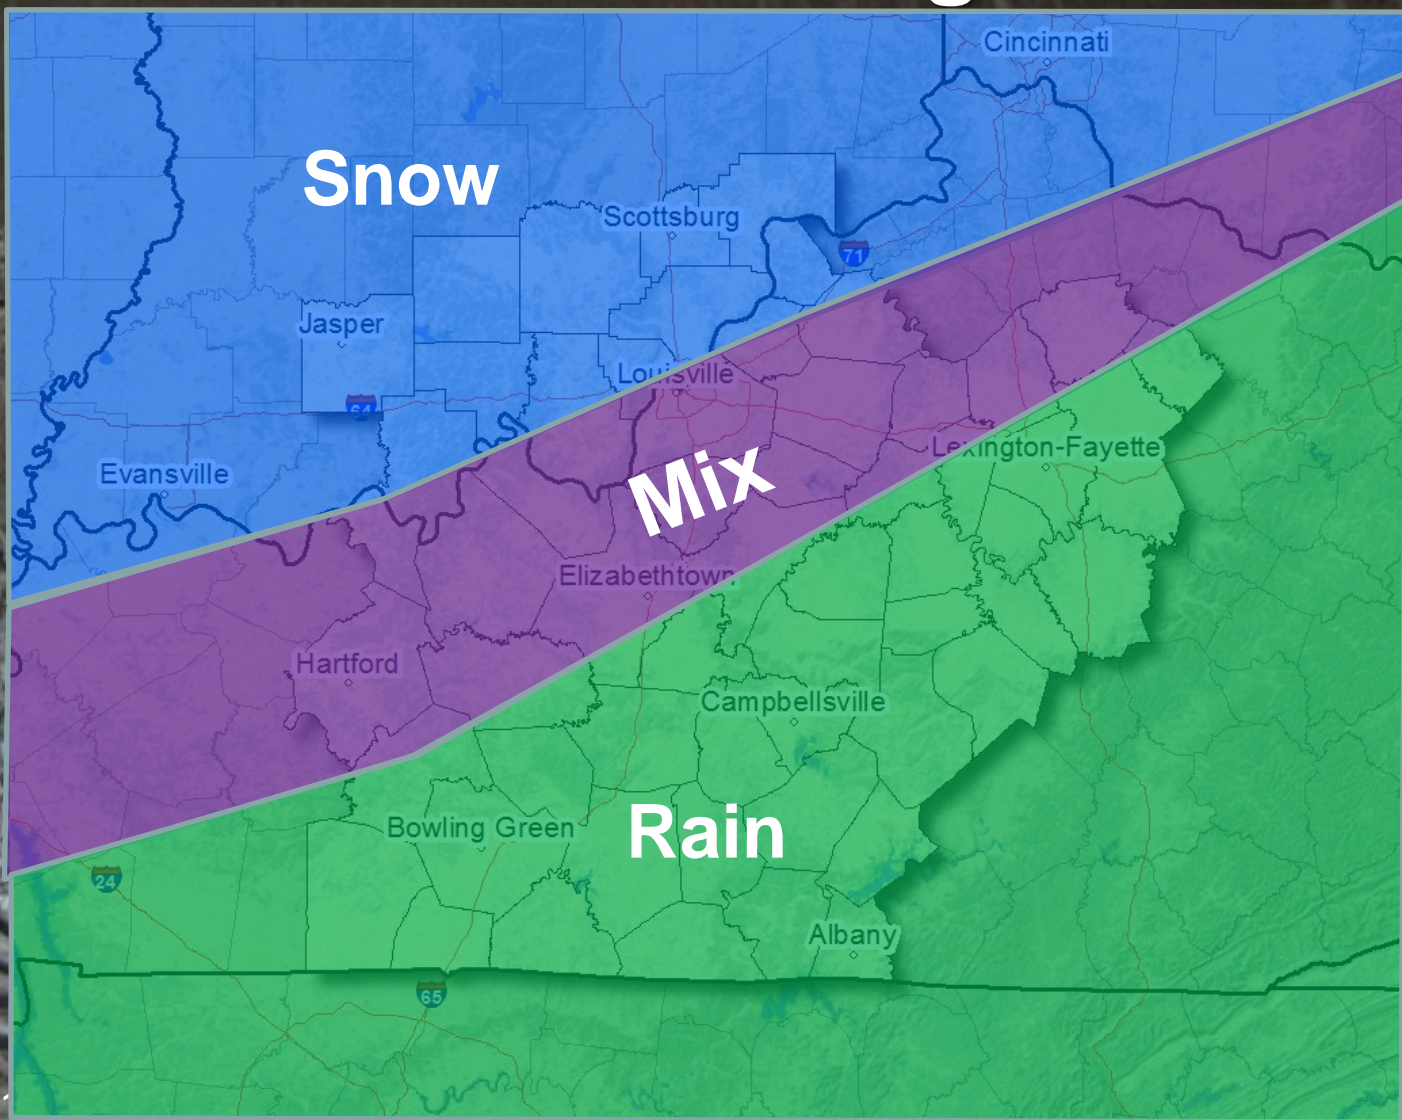 Cincinnati
Snow
Scottsburg
71
Jasper
Louisville
64
Lexington-Fayette
Evansville
Mix
Elizabethtown
Hartford
Campbellsville
Bowling Green
Rain
24
Albany
65